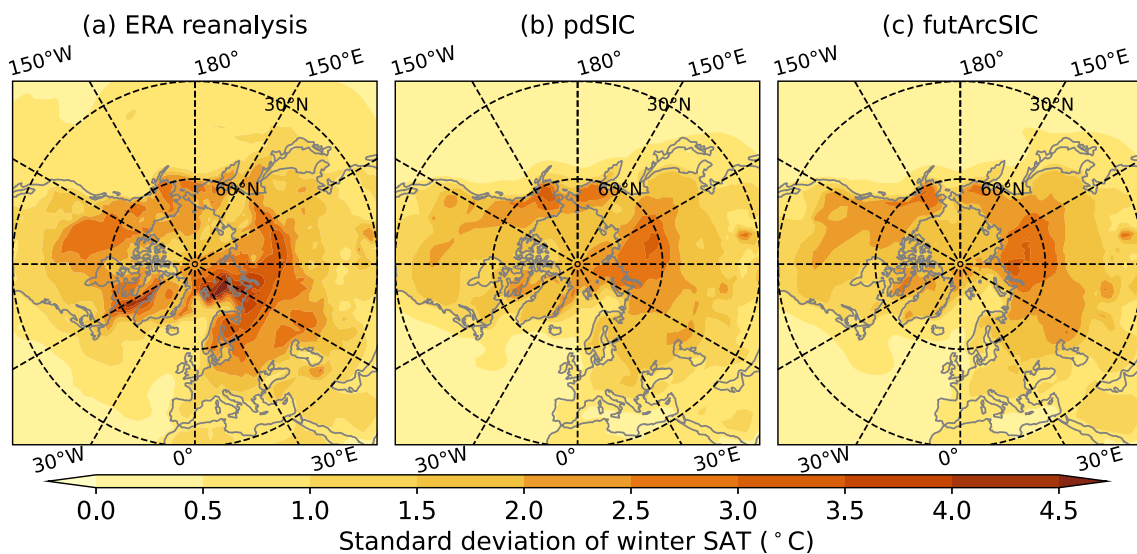 (a) ERA reanalysis (b) pdSIC (c) futArcSIC
150°W 180° 150°E 150°W 180° 150°E 150°W 180° 150°E
30°N 30°N 30°N
60°N 60°N 60°N
30°W 0° 30°E 30°W 0° 30°E 30°W 0° 30°E
0.0 0.5 1.0 1.5 2.0 2.5 3.0 3.5 4.0 4.5
Standard deviation of winter SAT (°C)